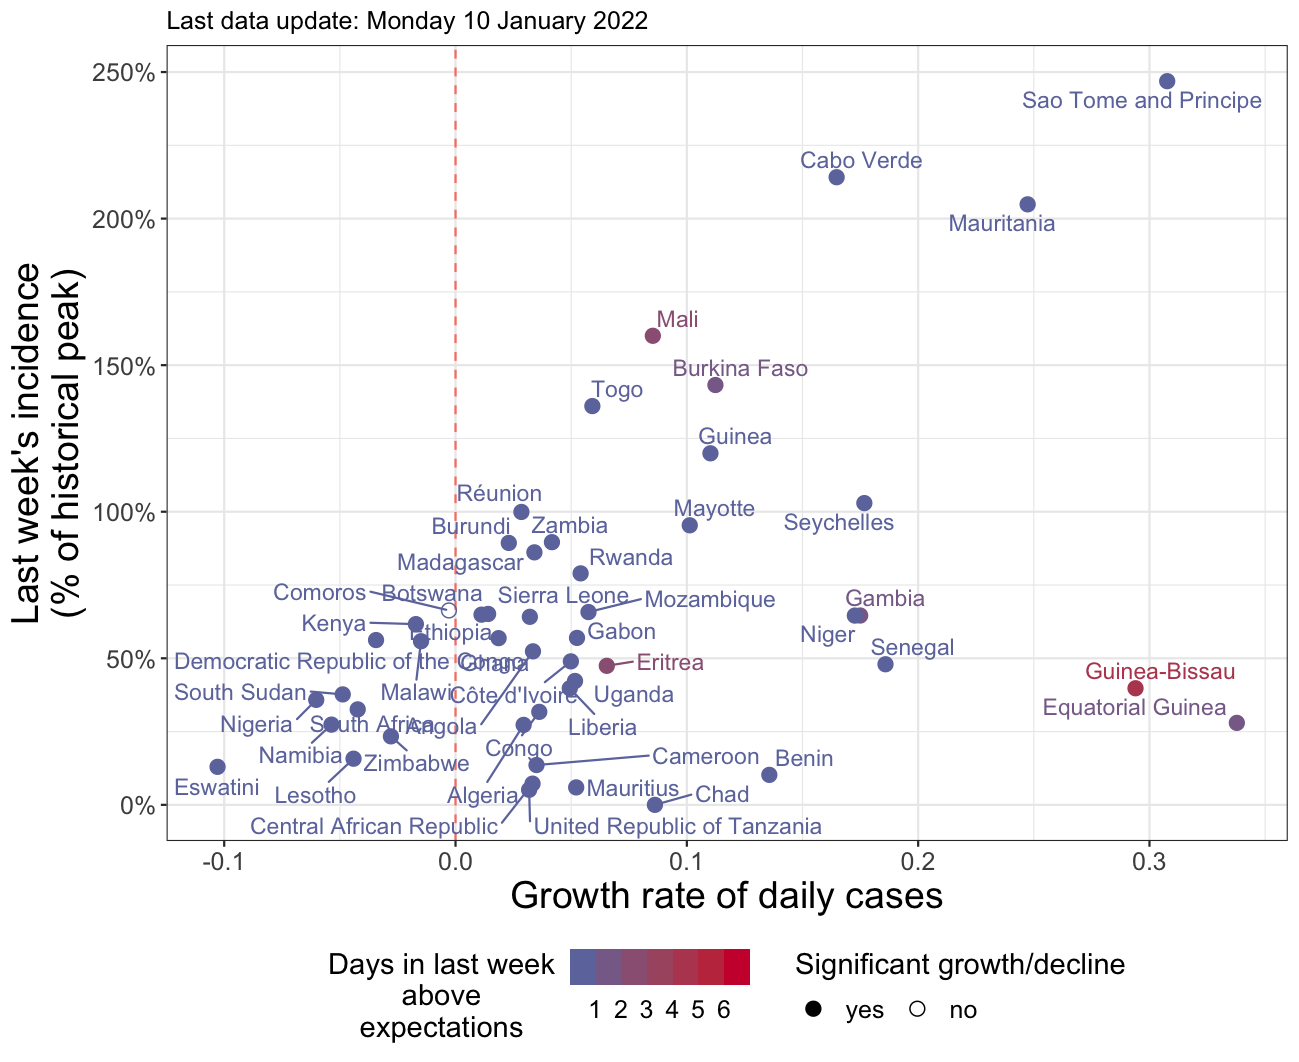 Last data update: Monday 10 January 2022
Last week's incidence
(% of historical peak)
250%
200%
150%
100%
50%
0%
Sao Tome and Principe
Cabo Verde
Mauritania
Mali
Burkina Faso
Togo
Guinea
Réunion
Mayotte
Seychelles
Burundi
Zambia
Madagascar
Rwanda
Comoros
Botswana
Sierra Leone
Mozambique
Gambia
Kenya
Ethiopia
Gabon
Niger
Senegal
Democratic Republic of the Congo
Ghana
Eritrea
Guinea-Bissau
South Sudan
Malawi
Côte d'Ivoire
Uganda
Equatorial Guinea
Nigeria
South Africa
Angola
Liberia
Namibia
Zimbabwe
Congo
Cameroon
Benin
Eswatini
Lesotho
Algeria
Mauritius
Chad
Central African Republic
United Republic of Tanzania
-0.1 0.0 0.1 0.2 0.3
Growth rate of daily cases
Days in last week
above
expectations
1 2 3 4 5 6
Significant growth/decline
yes no